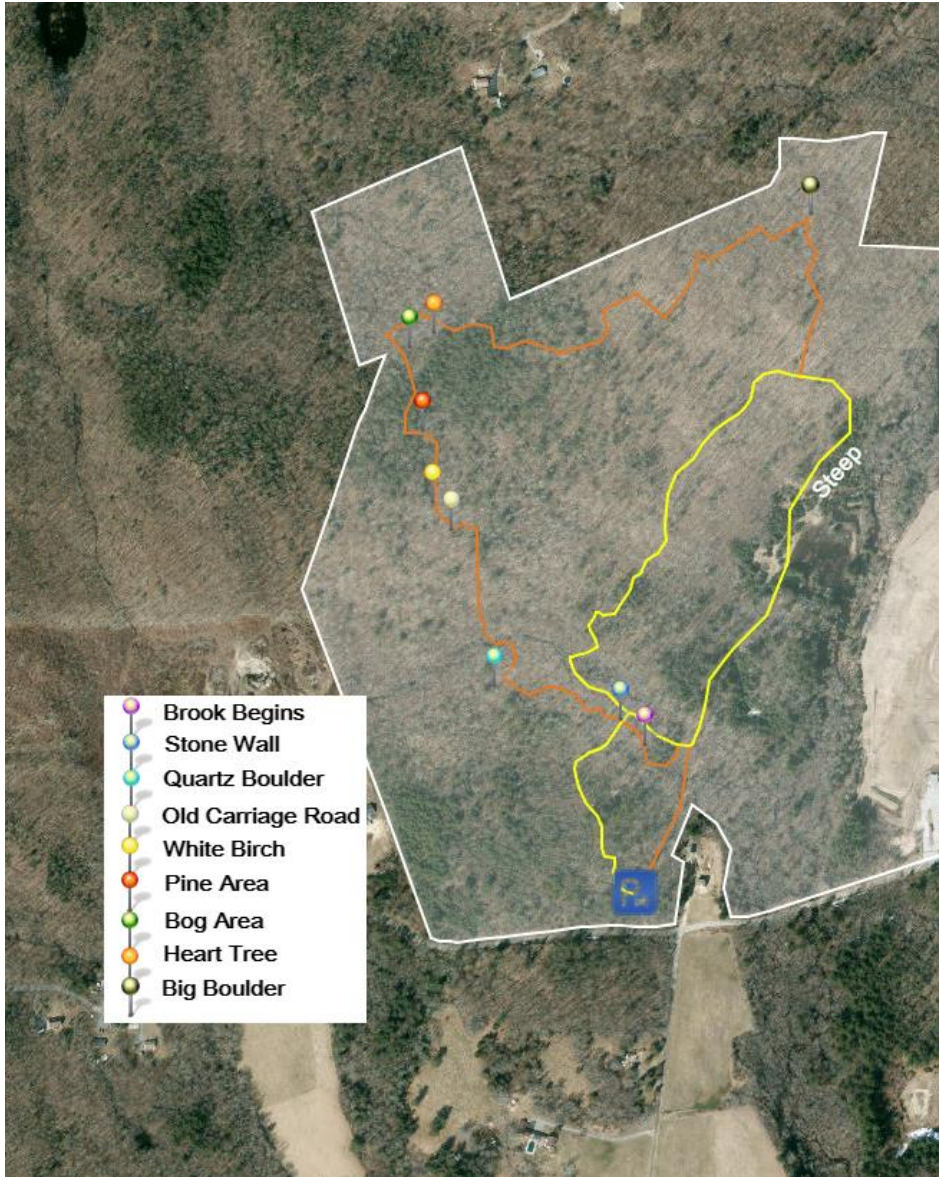 Steep
Brook Begins
Stone Wall
Quartz Boulder
Old Carriage Road
White Birch
Pine Area
Bog Area
Heart Tree
Big Boulder